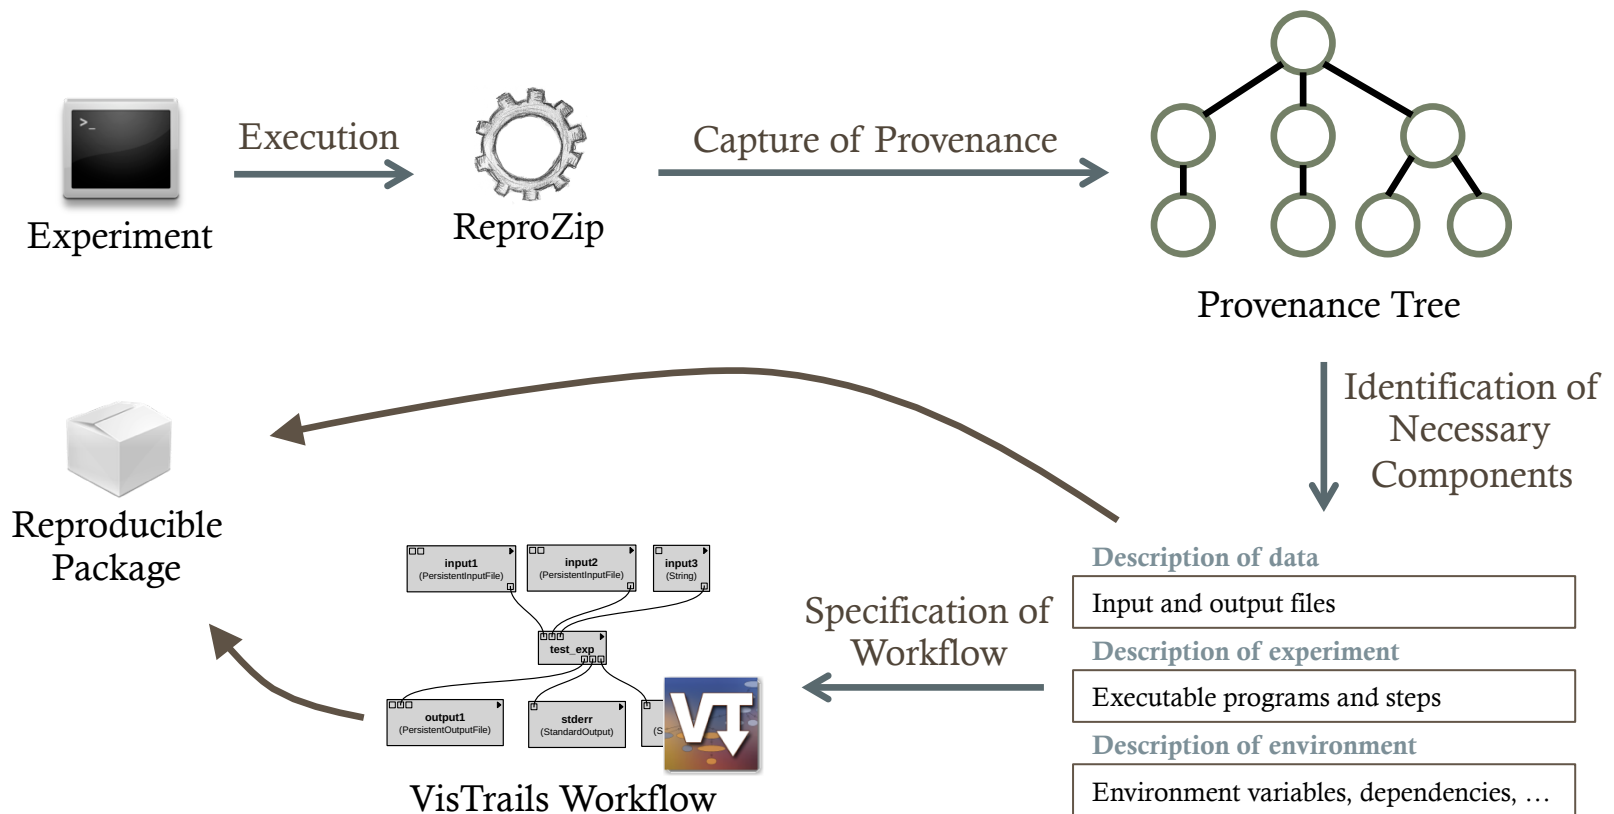 >_
Experiment
Execution
ReproZip
Capture of Provenance
Provenance Tree
Identification of
Necessary
Components
Description of data
Input and output files
Description of experiment
Executable programs and steps
Description of environment
Environment variables, dependencies, …
Specification of
Workflow
input1
(PersistentInputFile)
input2
(PersistentInputFile)
input3
(String)
test_exp
output1
(PersistentOutputFile)
stderr
(StandardOutput)
(S
VT
VisTrails Workflow
Reproducible
Package